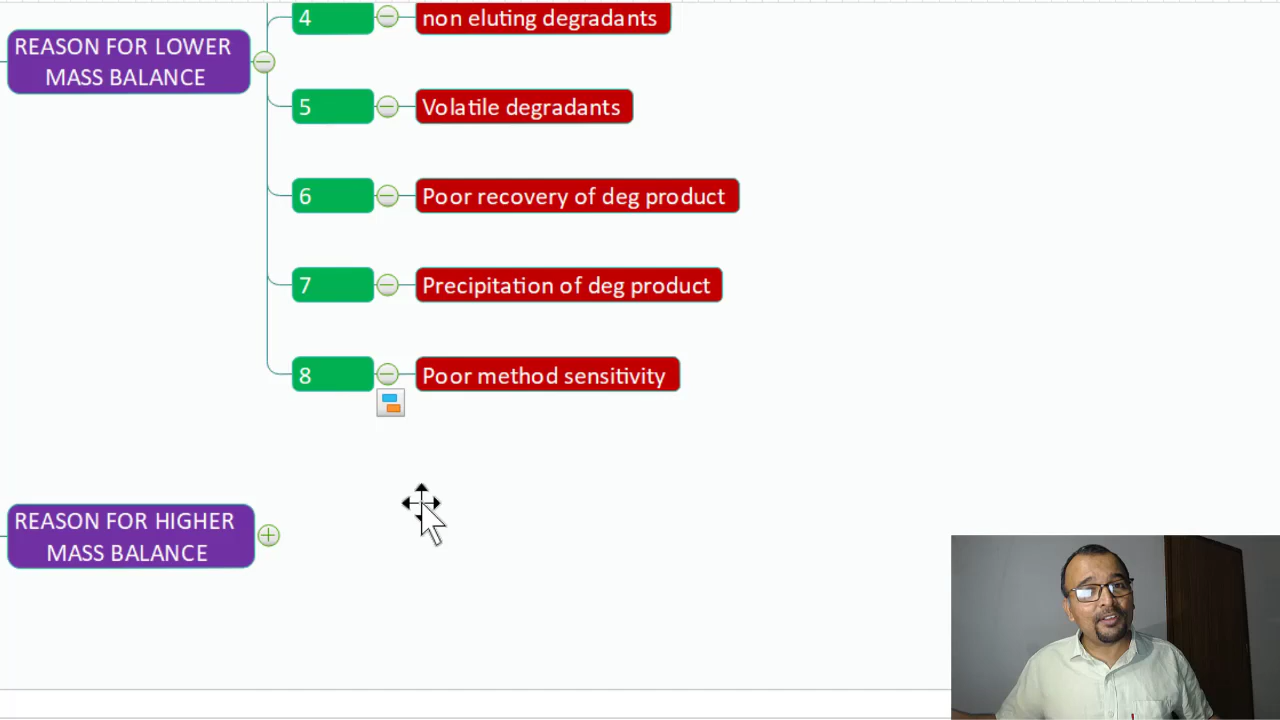 4
non eluting degradants
REASON FOR LOWER
MASS BALANCE
5
Volatile degradants
6
Poor recovery of deg product
7
Precipitation of deg product
8
Poor method sensitivity
REASON FOR HIGHER
MASS BALANCE